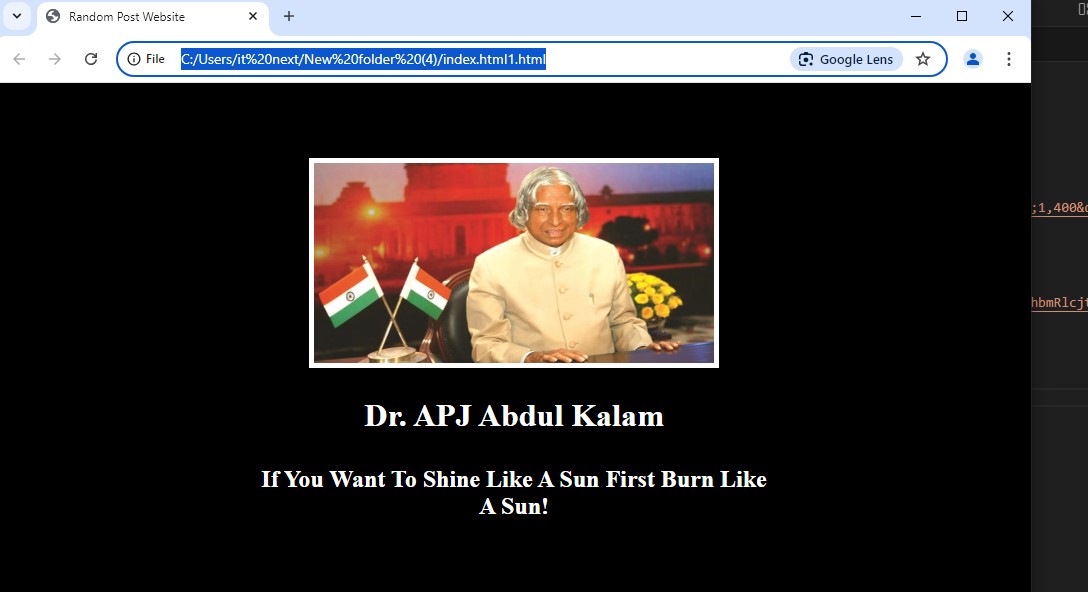 Random Post Website
File
C:/Users/it%20next/New%20folder%20(4)/index.html1.html
Google Lens
;1,400&
hbmRlcjt
Dr. APJ Abdul Kalam
If You Want To Shine Like A Sun First Burn Like
A Sun!